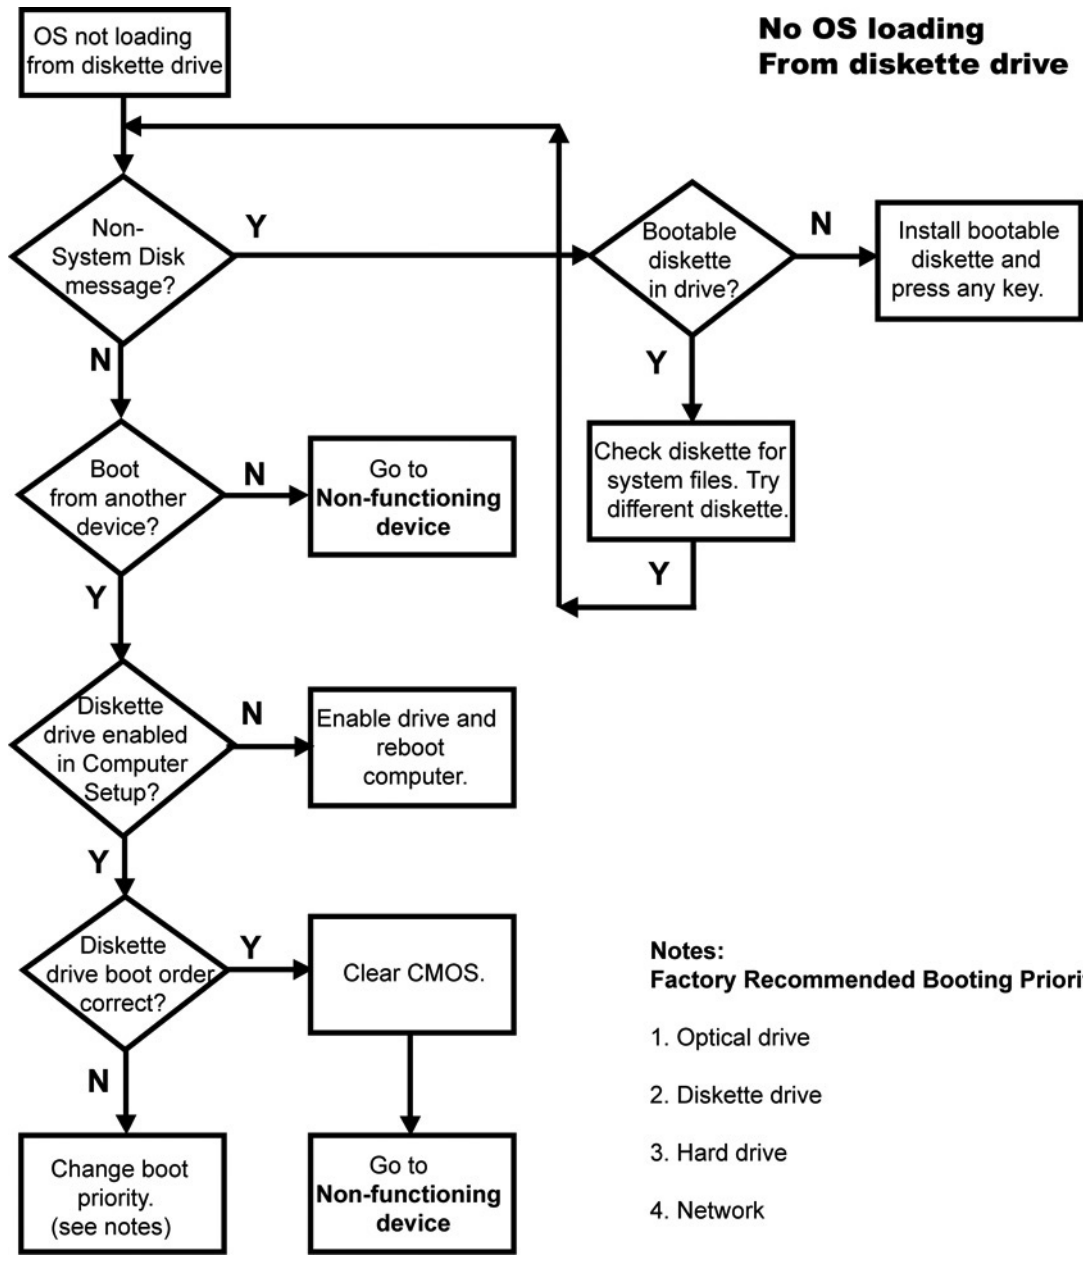 No OS loading
From diskette drive
OS not loading
from diskette drive
Non-
System Disk
message?
Y
Bootable
diskette
in drive?
N
Install bootable
diskette and
press any key.
N
Y
Check diskette for
system files. Try
different diskette.
Y
Boot
from another
device?
N
Go to
Non-functioning
device
Y
Diskette
drive enabled
in Computer
Setup?
N
Enable drive and
reboot
computer.
Y
Diskette
drive boot order
correct?
Y
Clear CMOS.
N
Change boot
priority.
(see notes)
Go to
Non-functioning
device
Notes:
Factory Recommended Booting Priori
1. Optical drive
2. Diskette drive
3. Hard drive
4. Network